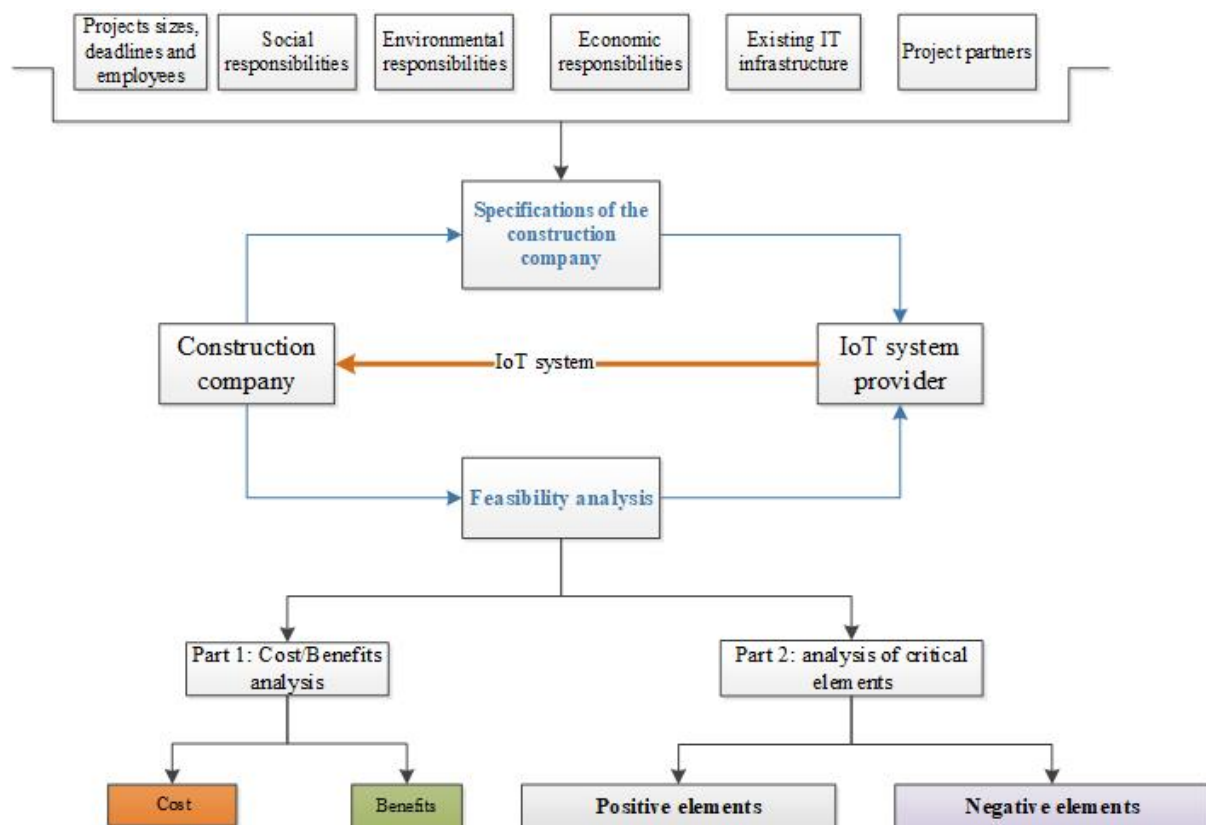 Projects sizes,
deadlines and
employees
Social
responsibilities
Environmental
responsibilities
Economic
responsibilities
Existing IT
infrastructure
Project partners
Specifications of the
construction
company
Construction
company
IoT system
IoT system
provider
Feasibility analysis
Part 1: Cost/Benefits
analysis
Part 2: analysis of critical
elements
Cost
Benefits
Positive elements
Negative elements